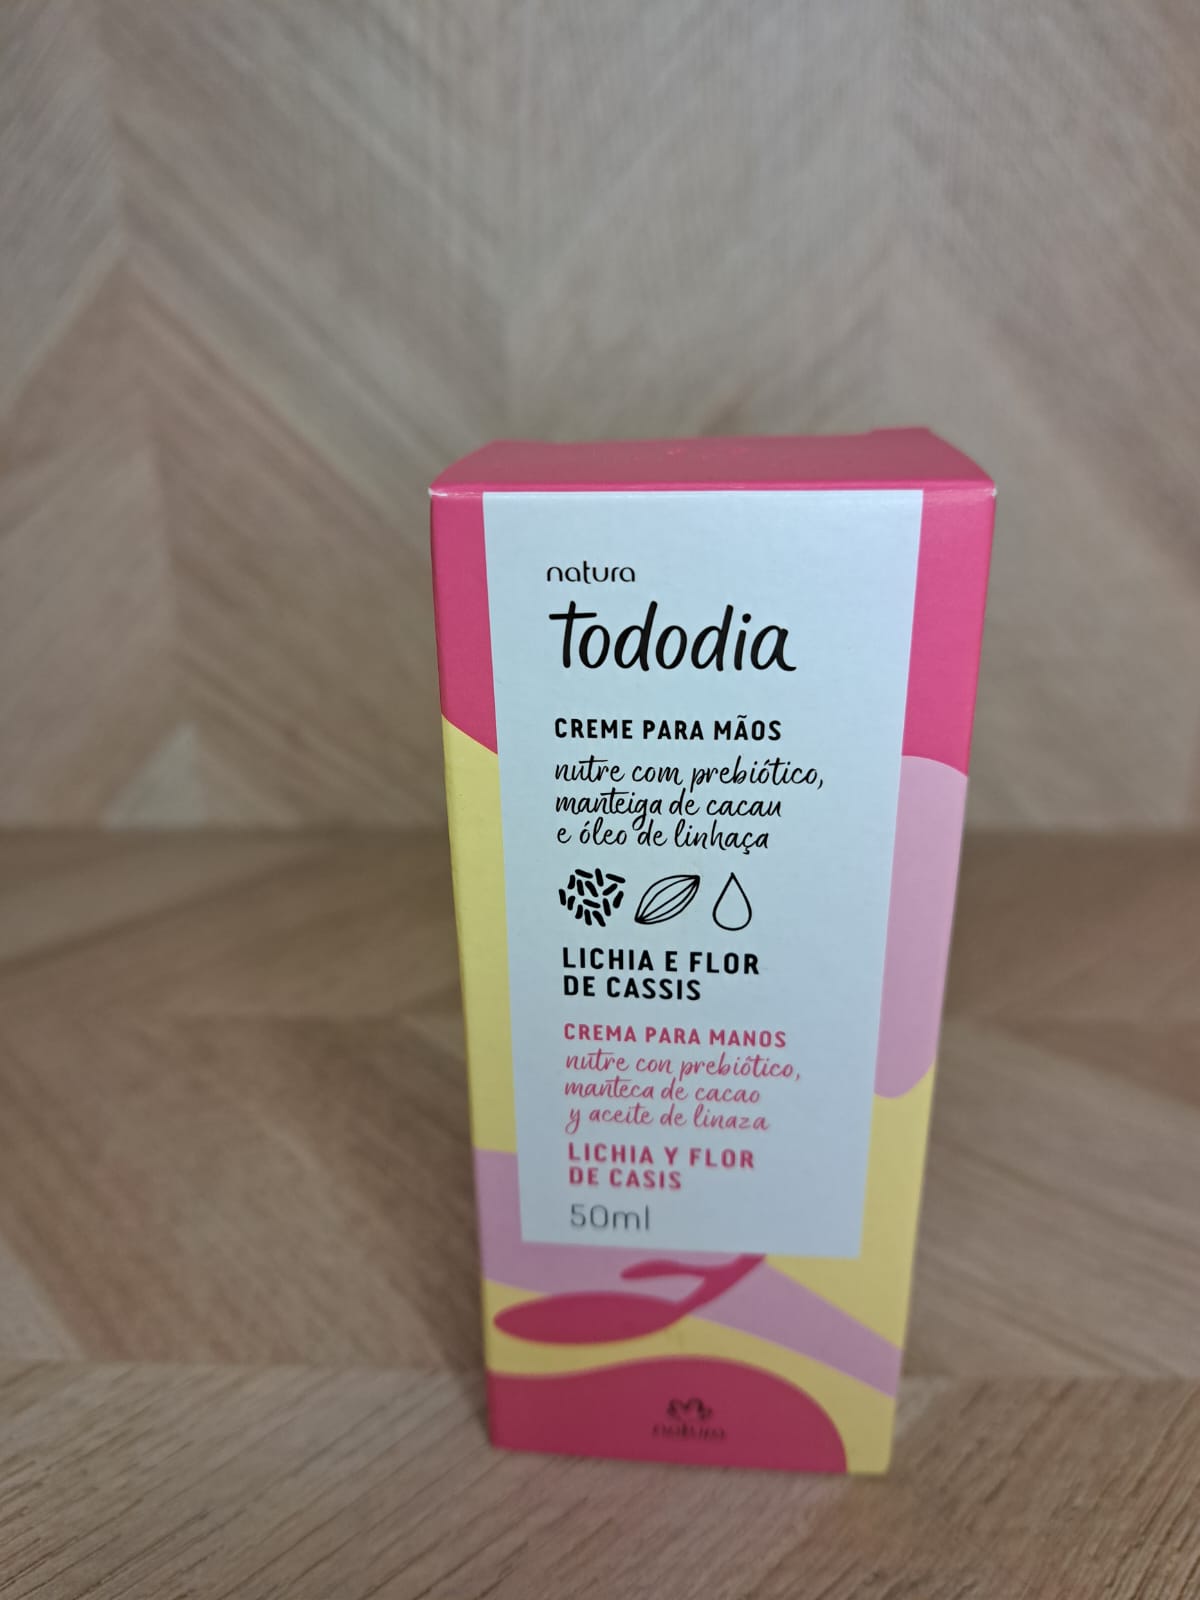 natura
Tododia
CREME PARA MÃOS
nutre com prebiótico,
manteiga de cacau
e óleo de linhaça
LICHIA E FLOR
DE CASSIS
CREMA PARA MANOS
nutre con prebiótico,
manteca de cacao
y aceite de linaza
LICHIA Y FLOR
DE CASIS
50ml
natura